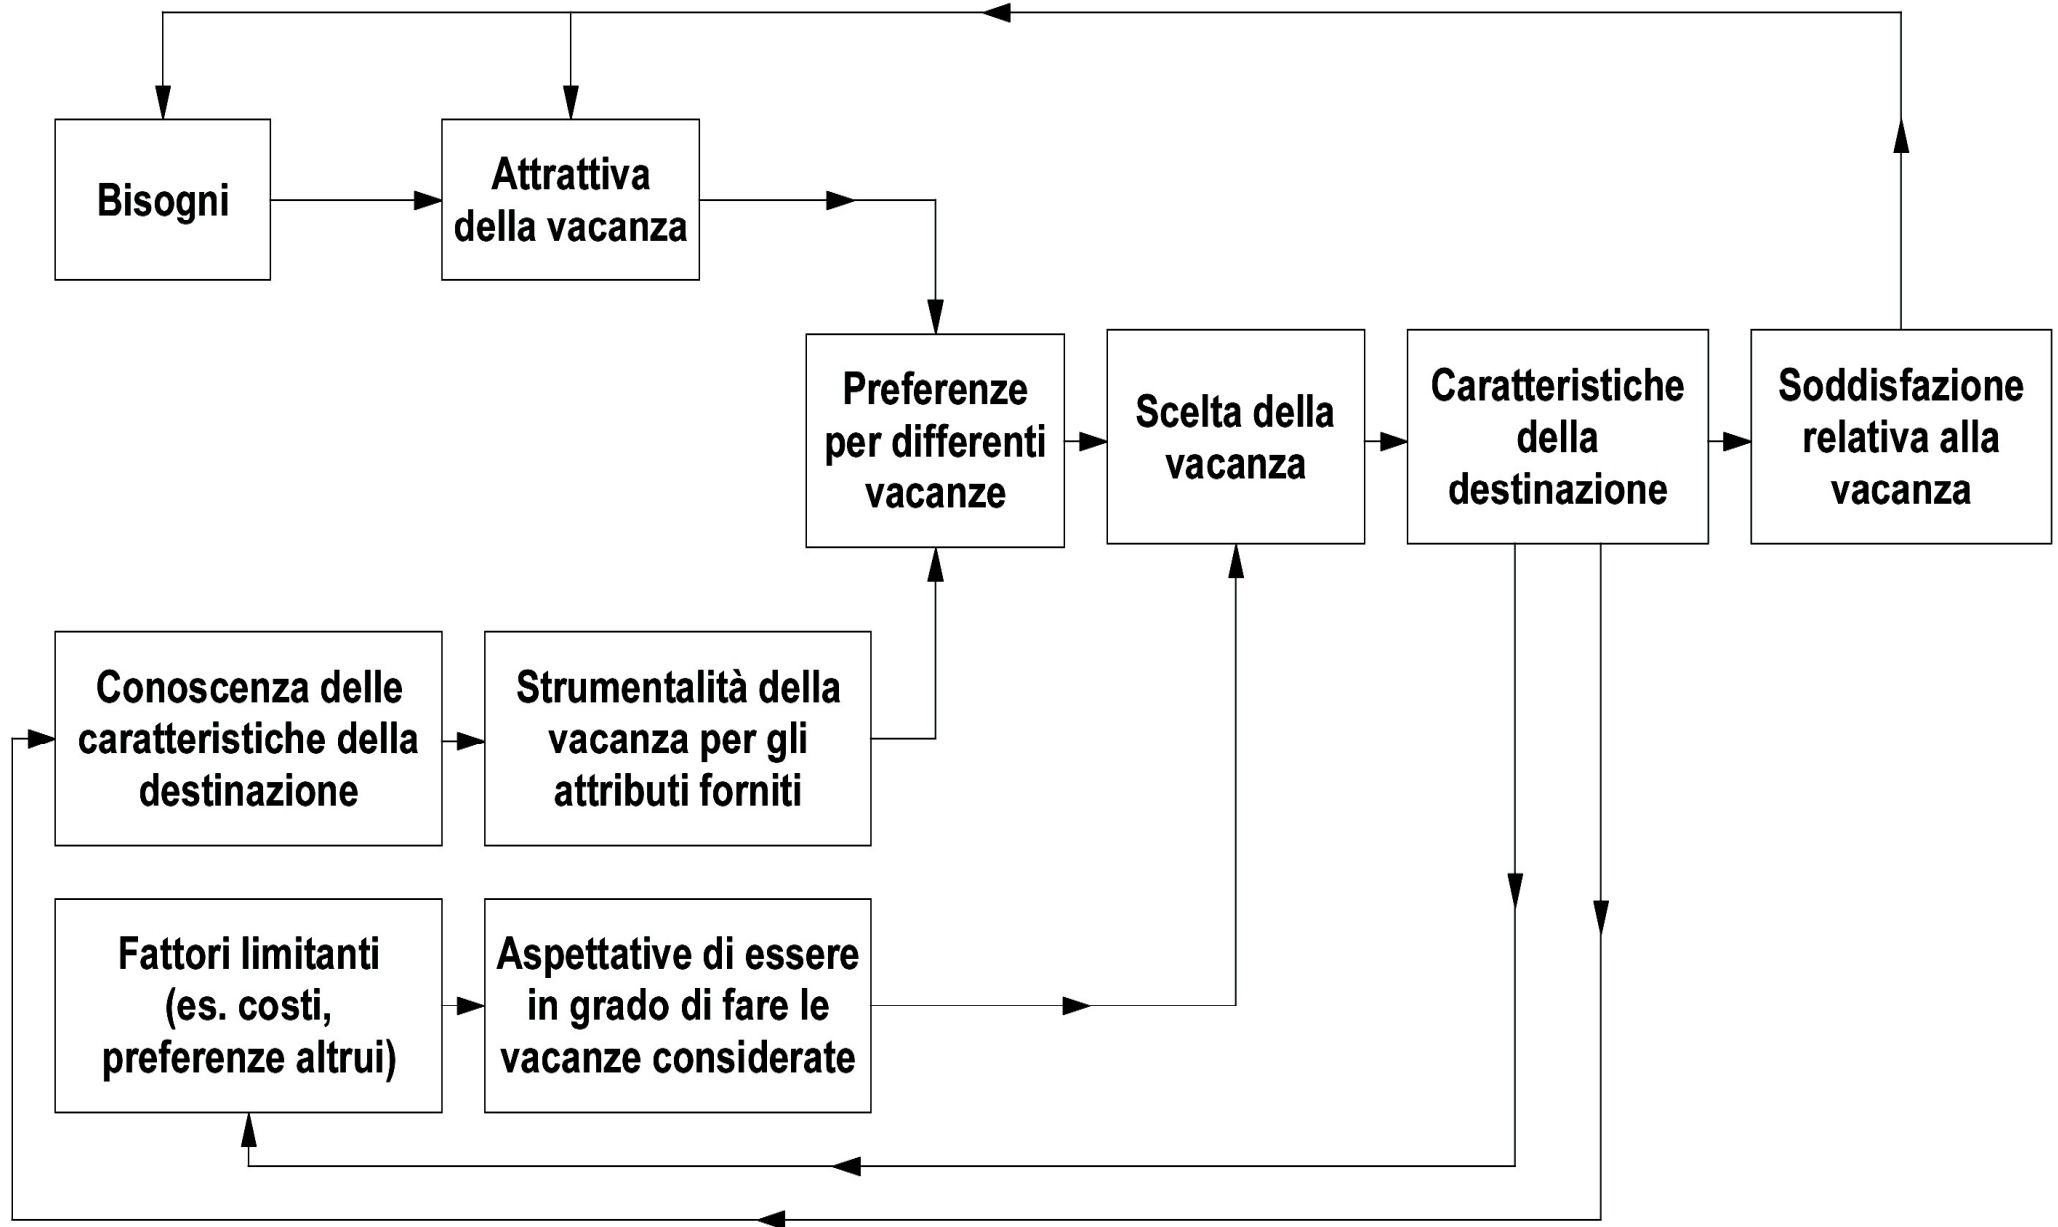 Bisogni
Attrattiva
della vacanza
Preferenze
per differenti
vacanze
Scelta della
vacanza
Caratteristiche
della
destinazione
Soddisfazione
relativa alla
vacanza
Conoscenza delle
caratteristiche della
destinazione
Strumentalità della
vacanza per gli
attributi forniti
Fattori limitanti
(es. costi,
preferenze altrui)
Aspettative di essere
in grado di fare le
vacanze considerate